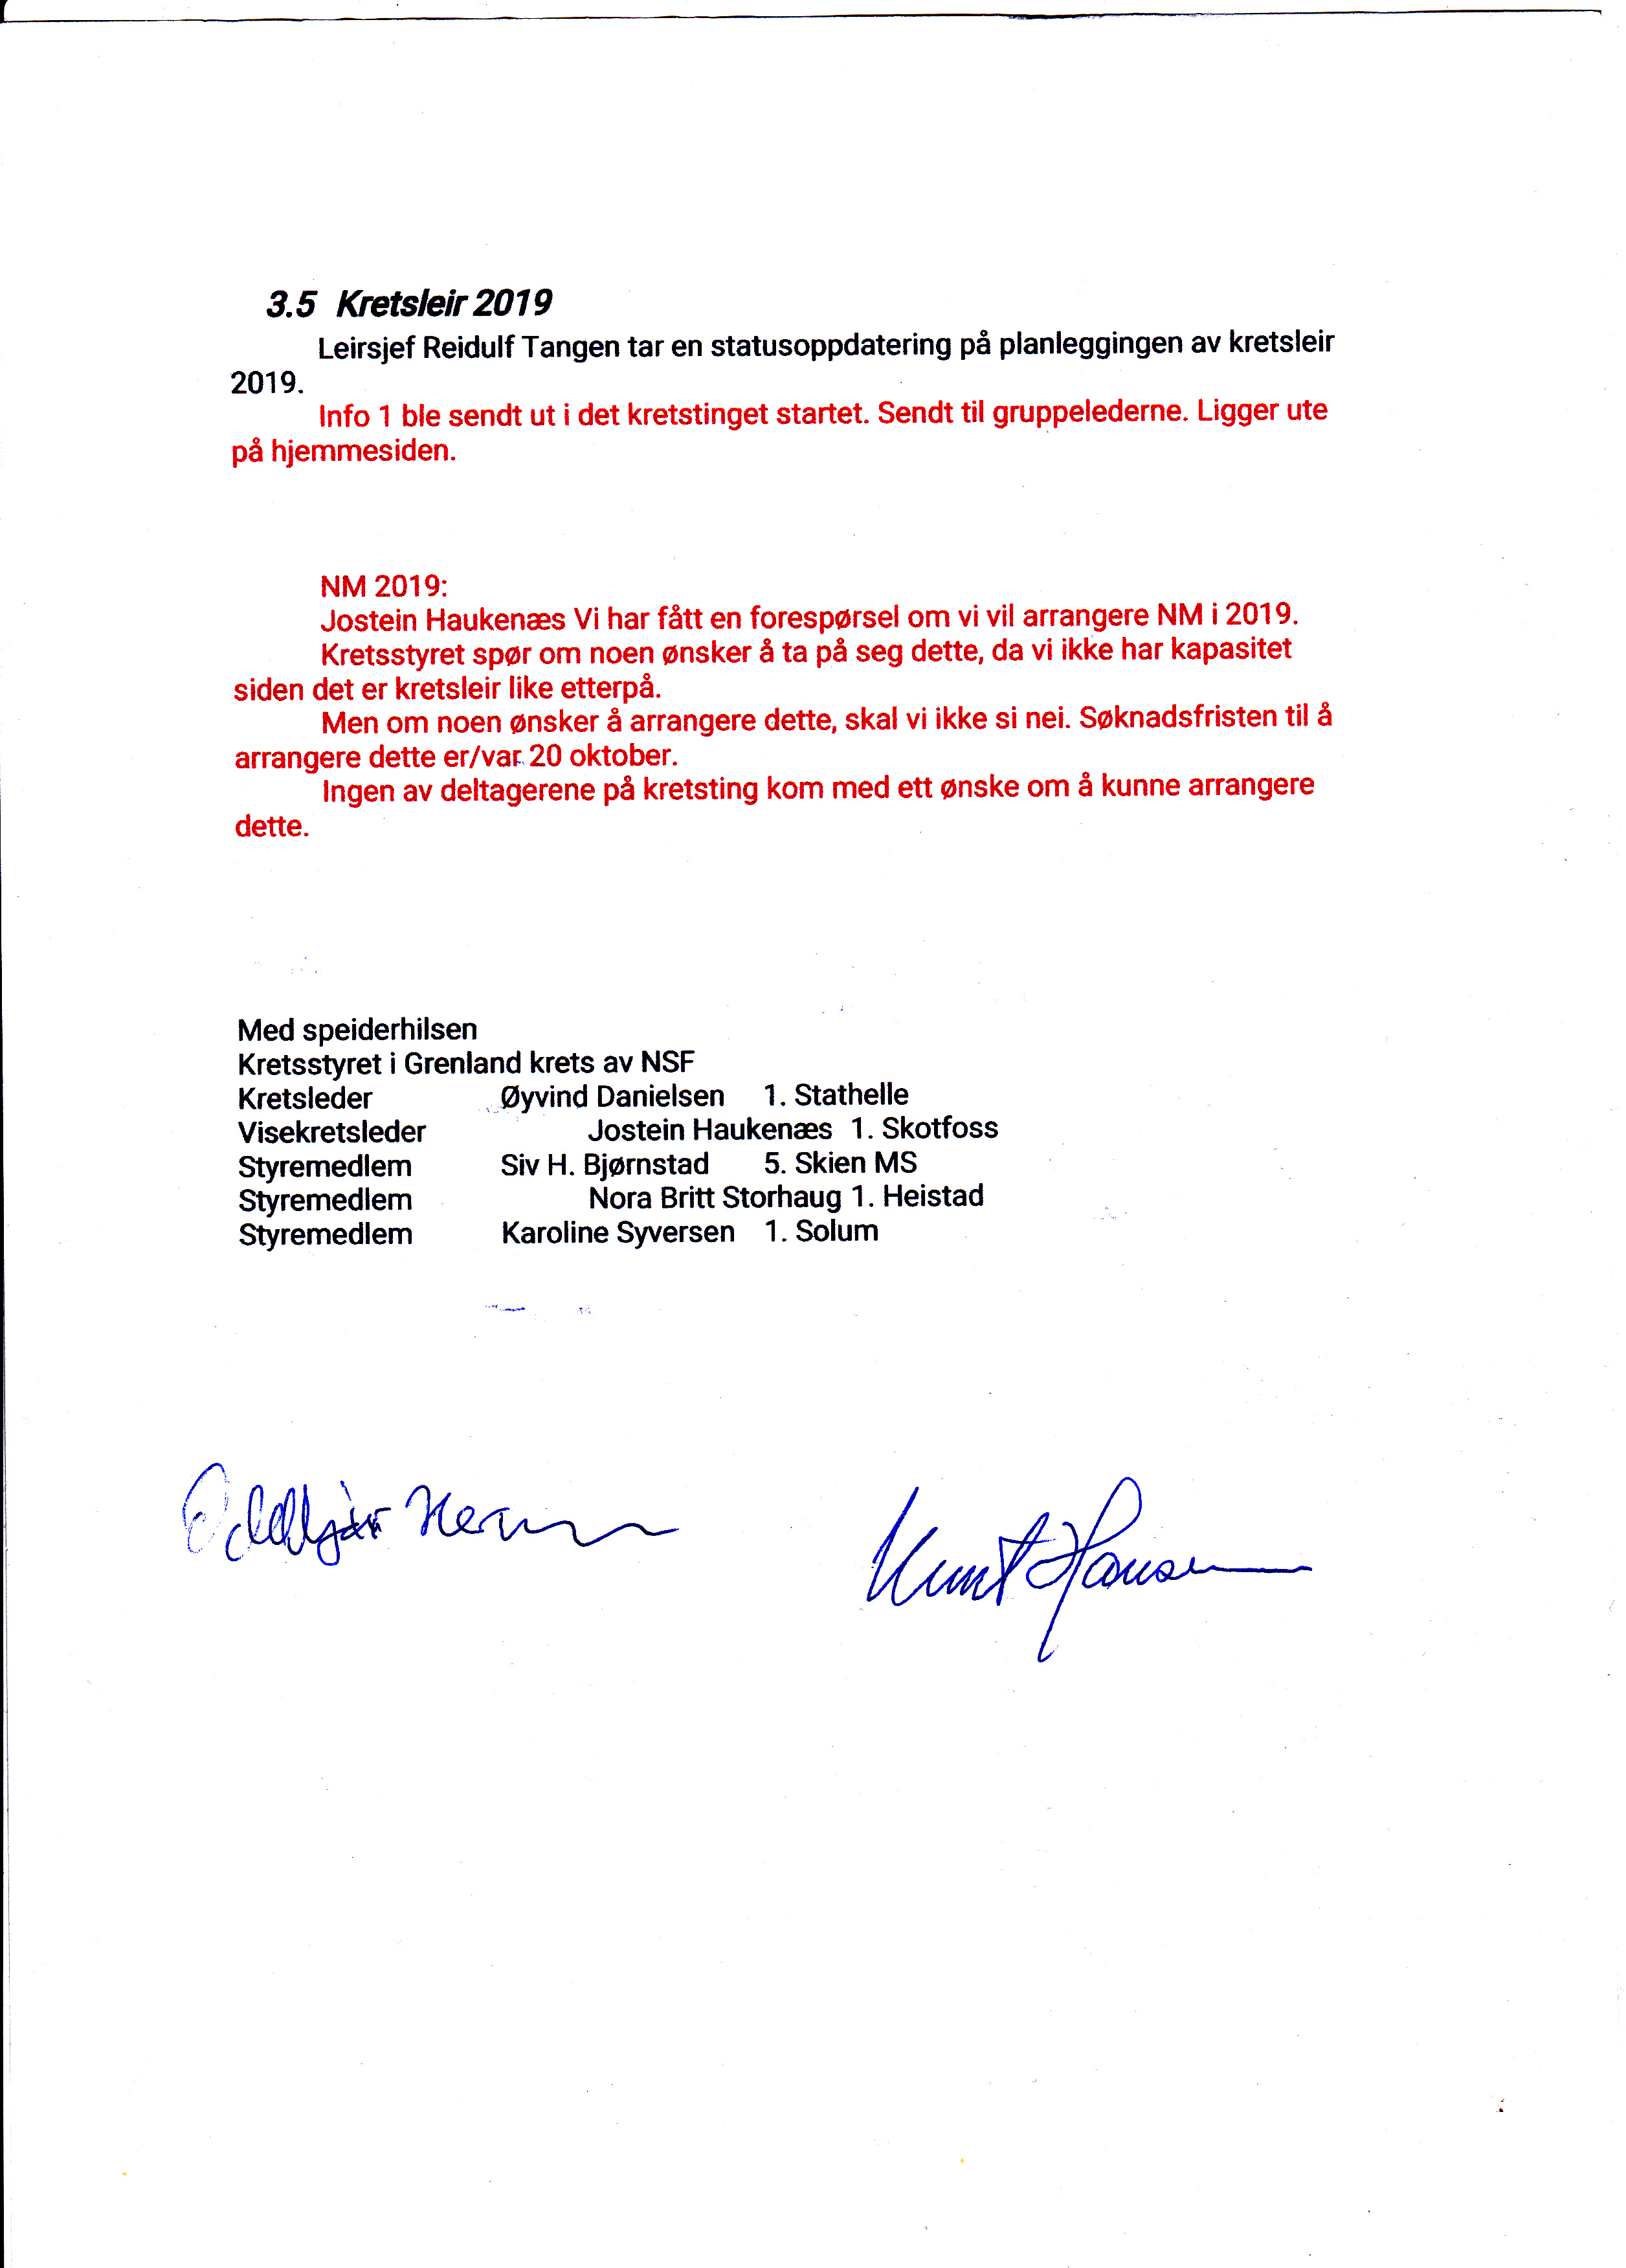 3.5 Kretsleir 2019
Leirsjef Reidulf Tangen tar en statusoppdatering på planleggingen av kretsleir
2019.
Info 1 ble sendt ut i det kretstinget startet. Sendt til gruppelederne. Ligger ute
på hjemmesiden.
NM 2019:
Jostein Haukenæs Vi har fått en forespørsel om vi vil arrangere NM i 2019.
Kretsstyret spør om noen ønsker å ta på seg dette, da vi ikke har kapasitet
siden det er kretsleir like etterpå.
Men om noen ønsker å arrangere dette, skal vi ikke si nei. Søknadsfristen til å
arrangere dette er/var 20 oktober.
Ingen av deltagerene på kretsting kom med ett ønske om å kunne arrangere
dette.
Med speiderhilsen
Kretsstyret i Grenland krets av NSF
Kretsleder Øyvind Danielsen 1. Stathelle
Visekretsleder Jostein Haukenæs 1. Skotfoss
Styremedlem Siv H. Bjørnstad 5. Skien MS
Styremedlem Nora Britt Storhaug 1. Heistad
Styremedlem Karoline Syversen 1. Solum
Knut Hansen